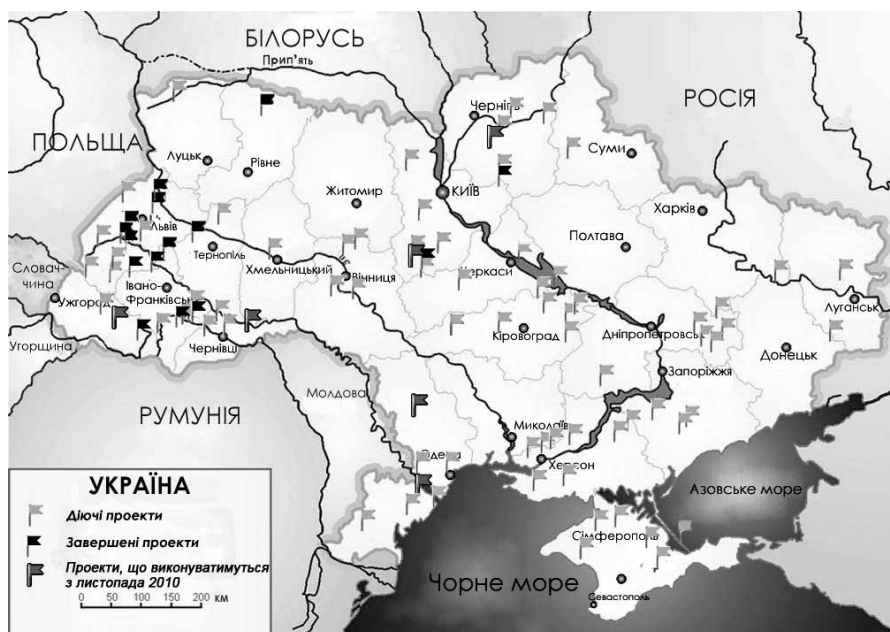 БІЛОРУСЬ
Прип'ять
РОСІЯ
ПОЛЬЩА
Чернігів
Луцьк
Рівне
Суми
Житомир
КИЇВ
Харків
Львів
Полтава
Тернопіль
Хмельницький
Вінниця
Черкаси
Словач-
чина
Івано-
Франківськ
Ужгород
Луганськ
Угорщина
Чернівці
Кіровоград
Дніпропетровськ
Донецьк
Запоріжжя
Молдова
РУМУНІЯ
Миколаїв
Одеса
Херсон
Азовське море
Сімферополь
Чорне море
Севастополь
УКРАЇНА
Діючі проекти
Завершені проекти
Проекти, що виконуватимуться
з листопада 2010
0 50 100 150 200 км